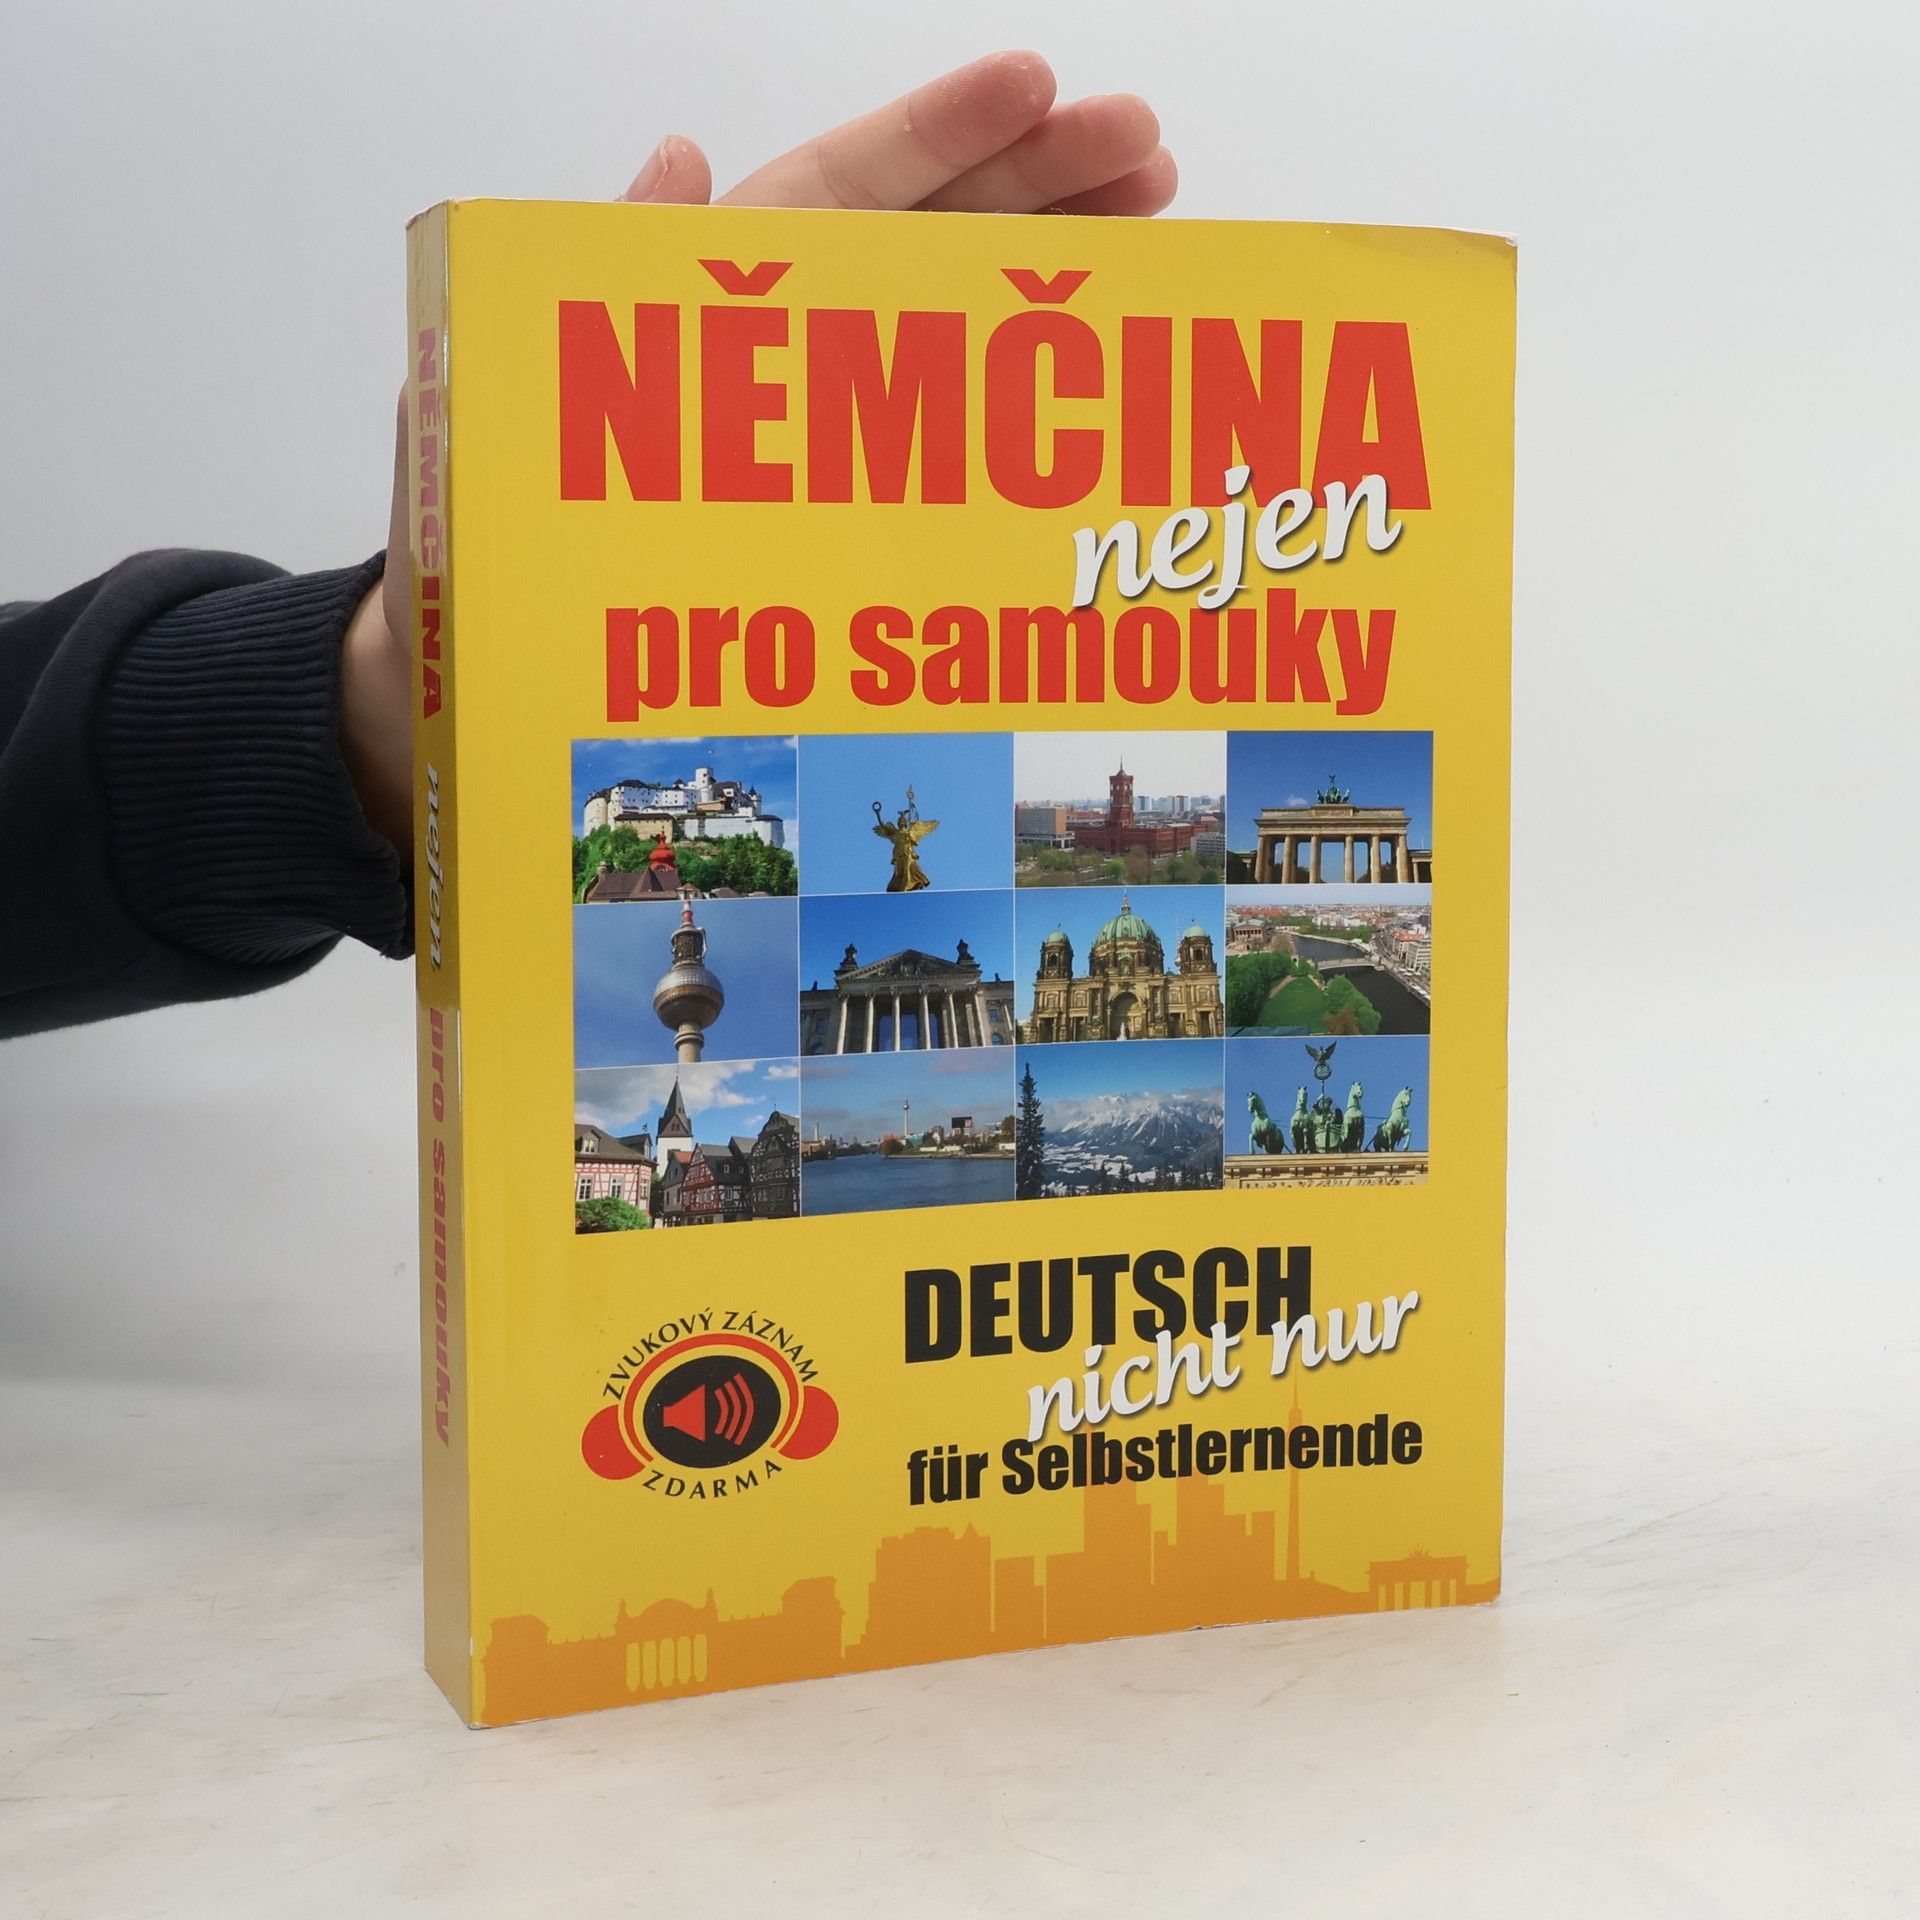 NĚMČINA
nejen
pro samouky
DEUTSCH
nicht nur
für Selbstlernende
ZVUKOVÝ ZÁZNAM
ZDARMA
NĚMČINA nejen pro samouky